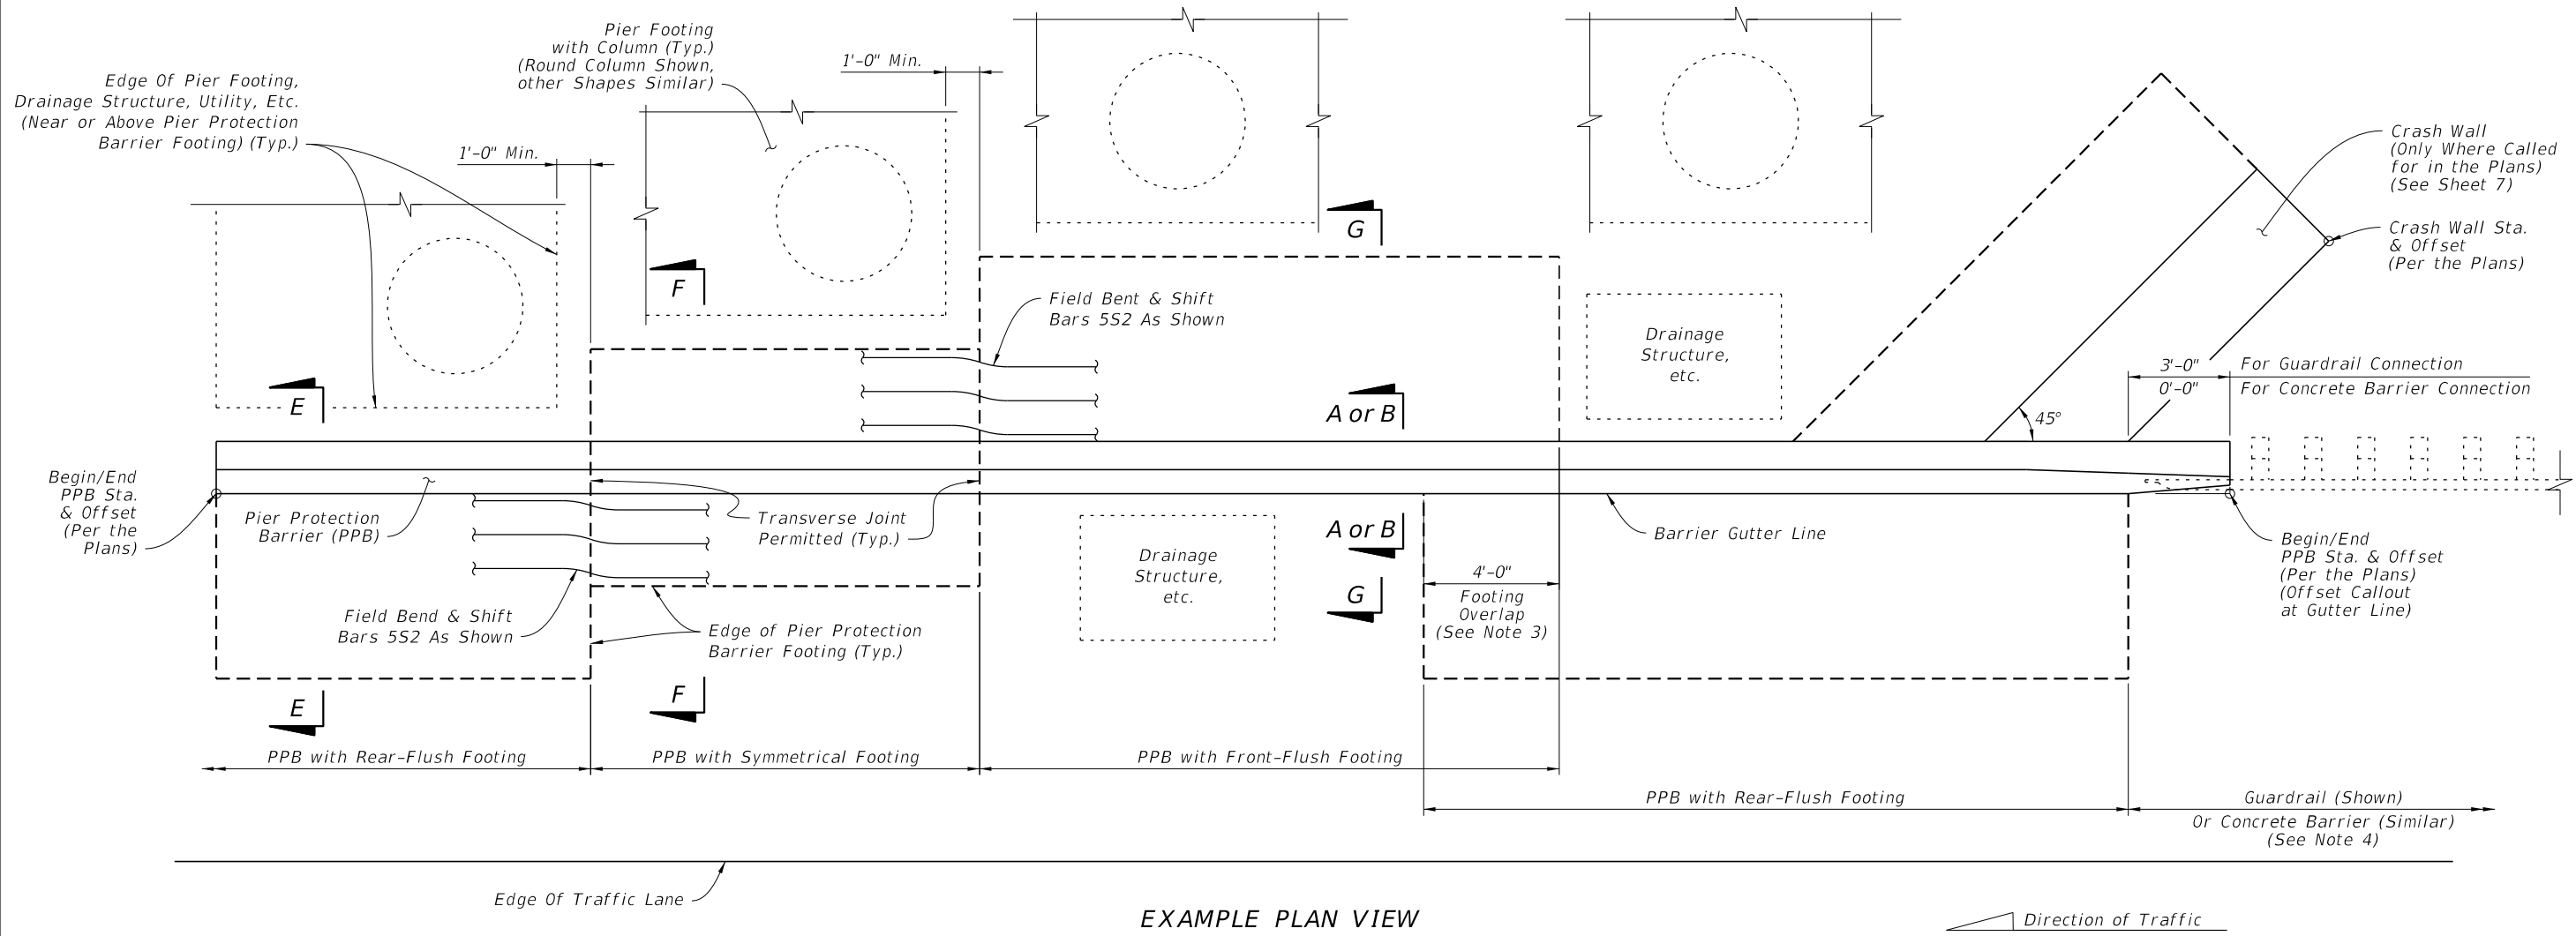 Pier Footing
with Column (Typ.)
(Round Column Shown,
other Shapes Similar)
1'-0" Min.
Edge Of Pier Footing,
Drainage Structure, Utility, Etc.
(Near or Above Pier Protection
Barrier Footing) (Typ.)
1'-0" Min.
Crash Wall
(Only Where Called
for in the Plans)
(See Sheet 7)
Crash Wall Sta.
& Offset
(Per the Plans)
G
F
E
Field Bent & Shift
Bars 5S2 As Shown
Drainage
Structure,
etc.
3'-0"
For Guardrail Connection
0'-0"
For Concrete Barrier Connection
A or B
45°
Begin/End
PPB Sta.
& Offset
(Per the
Plans)
Pier Protection
Barrier (PPB)
Transverse Joint
Permitted (Typ.)
A or B
Barrier Gutter Line
Begin/End
PPB Sta. & Offset
(Per the Plans)
(Offset Callout
at Gutter Line)
Drainage
Structure,
etc.
G
4'-0"
Footing
Overlap
(See Note 3)
Field Bend & Shift
Bars 5S2 As Shown
Edge of Pier Protection
Barrier Footing (Typ.)
E
F
PPB with Rear-Flush Footing
PPB with Symmetrical Footing
PPB with Front-Flush Footing
PPB with Rear-Flush Footing
Guardrail (Shown)
Or Concrete Barrier (Similar)
(See Note 4)
Edge Of Traffic Lane
EXAMPLE PLAN VIEW
Direction of Traffic